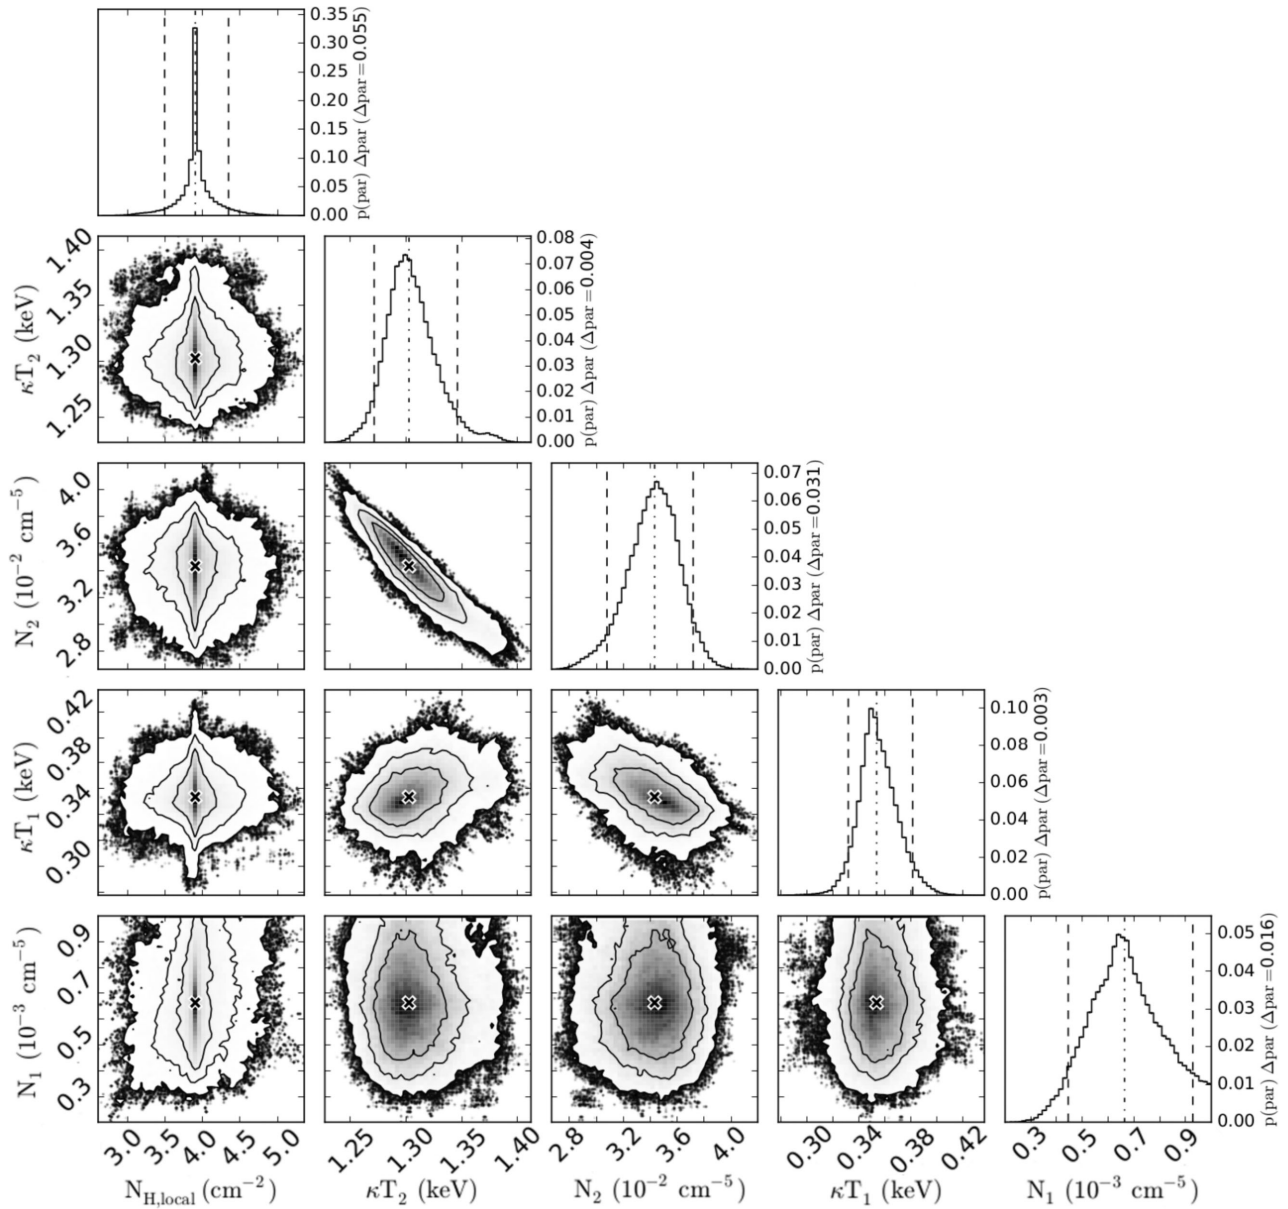 0.35
0.30
0.25
0.20
0.15
0.10
0.05
0.00
p(par) Δpar (Δpar=0.055)
κT₂ (keV)
1.40
1.35
1.30
1.25
0.08
0.07
0.06
0.05
0.04
0.03
0.02
0.01
0.00
p(par) Δpar (Δpar=0.004)
N₂ (10⁻² cm⁻⁵)
4.0
3.6
3.2
2.8
0.07
0.06
0.05
0.04
0.03
0.02
0.01
0.00
p(par) Δpar (Δpar=0.031)
κT₁ (keV)
0.42
0.38
0.34
0.30
0.10
0.08
0.06
0.04
0.02
0.00
p(par) Δpar (Δpar=0.003)
N₁ (10⁻³ cm⁻⁵)
0.9
0.7
0.5
0.3
0.05
0.04
0.03
0.02
0.01
0.00
p(par) Δpar (Δpar=0.016)
3.0 3.5 4.0 4.5 5.0
1.25 1.30 1.35 1.40
2.8 3.2 3.6 4.0
0.30 0.34 0.38 0.42
0.3 0.5 0.7 0.9
N_H,local (cm⁻²)
κT₂ (keV)
N₂ (10⁻² cm⁻⁵)
κT₁ (keV)
N₁ (10⁻³ cm⁻⁵)